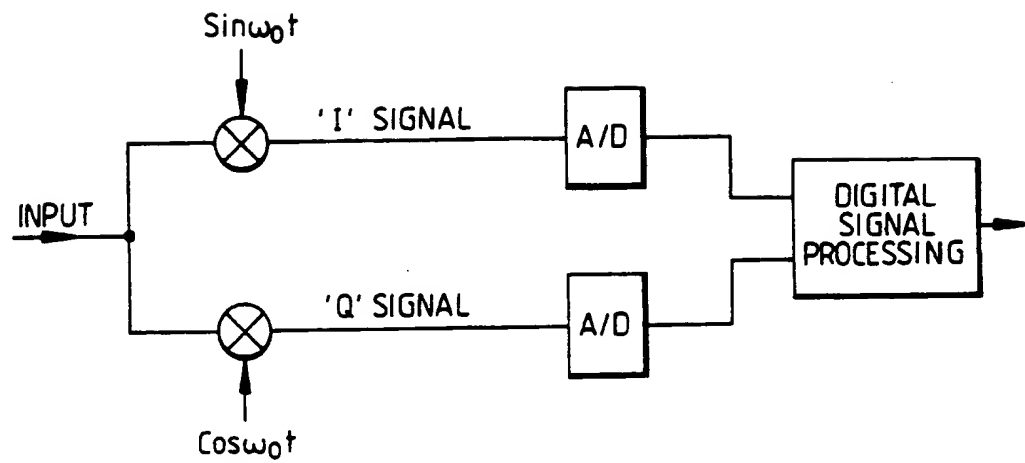 Sinω₀t
'I' SIGNAL
A/D
INPUT
DIGITAL
SIGNAL
PROCESSING
'Q' SIGNAL
A/D
Cosω₀t